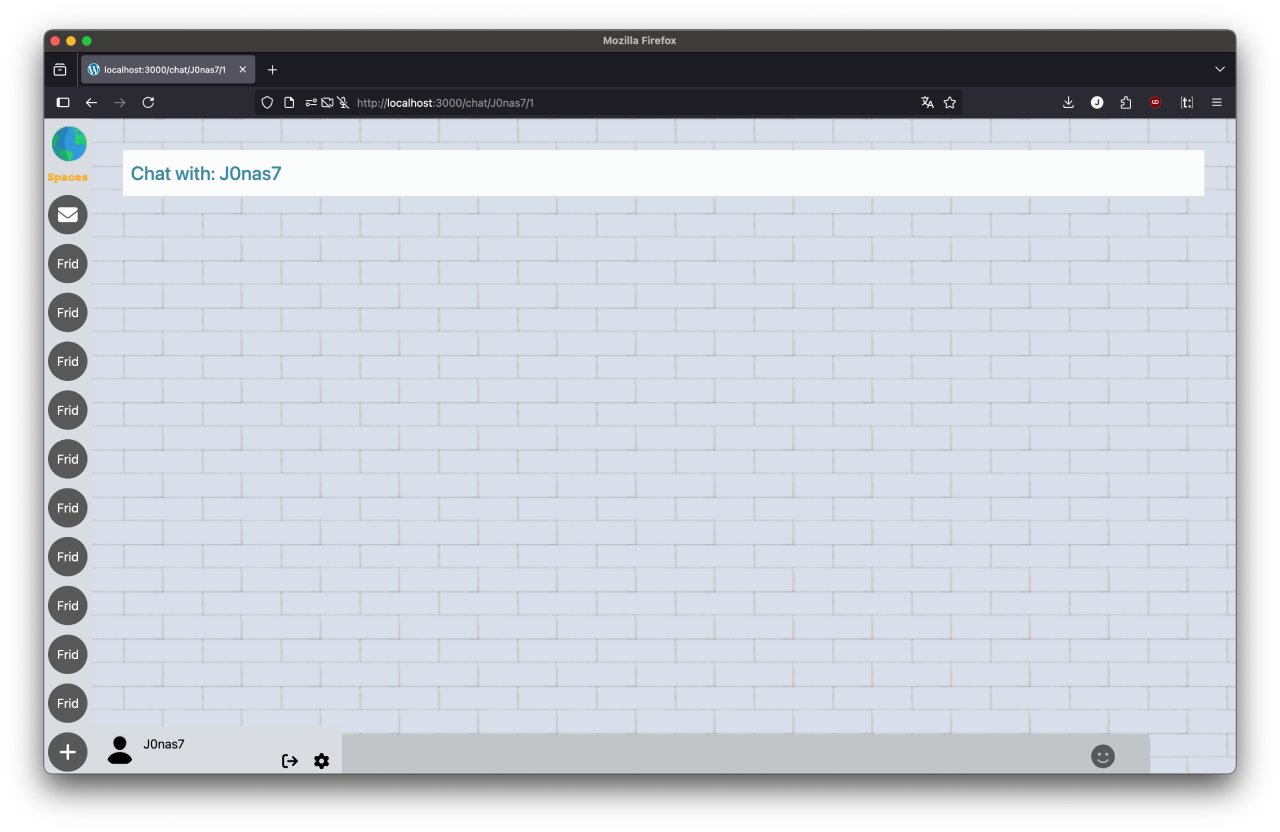 Mozilla Firefox
localhost:3000/chat/J0nas7/1
http://localhost:3000/chat/J0nas7/1
J
UD
[t:]
Spaces
Chat with: J0nas7
Frid
Frid
Frid
Frid
Frid
Frid
Frid
Frid
Frid
Frid
J0nas7